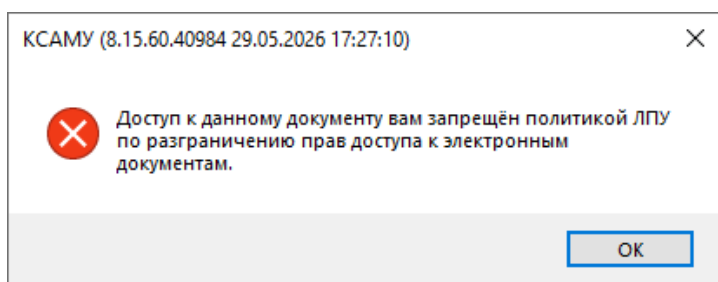 КСАМУ (8.15.60.40984 29.05.2026 17:27:10)
Доступ к данному документу вам запрещён политикой ЛПУ
по разграничению прав доступа к электронным
документам.
ОК